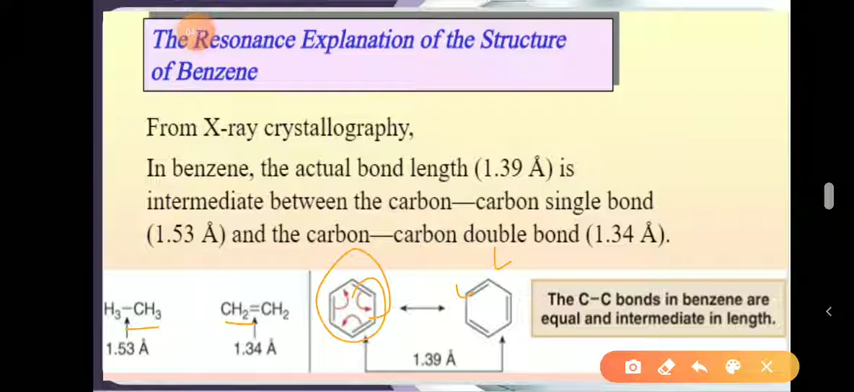 The Resonance Explanation of the Structure
of Benzene
From X-ray crystallography,
In benzene, the actual bond length (1.39 Å) is
intermediate between the carbon—carbon single bond
(1.53 Å) and the carbon—carbon double bond (1.34 Å).
H₃−CH₃
CH₂=CH₂
1.53 Å
1.34 Å
1.39 Å
The C−C bonds in benzene are
equal and intermediate in length.